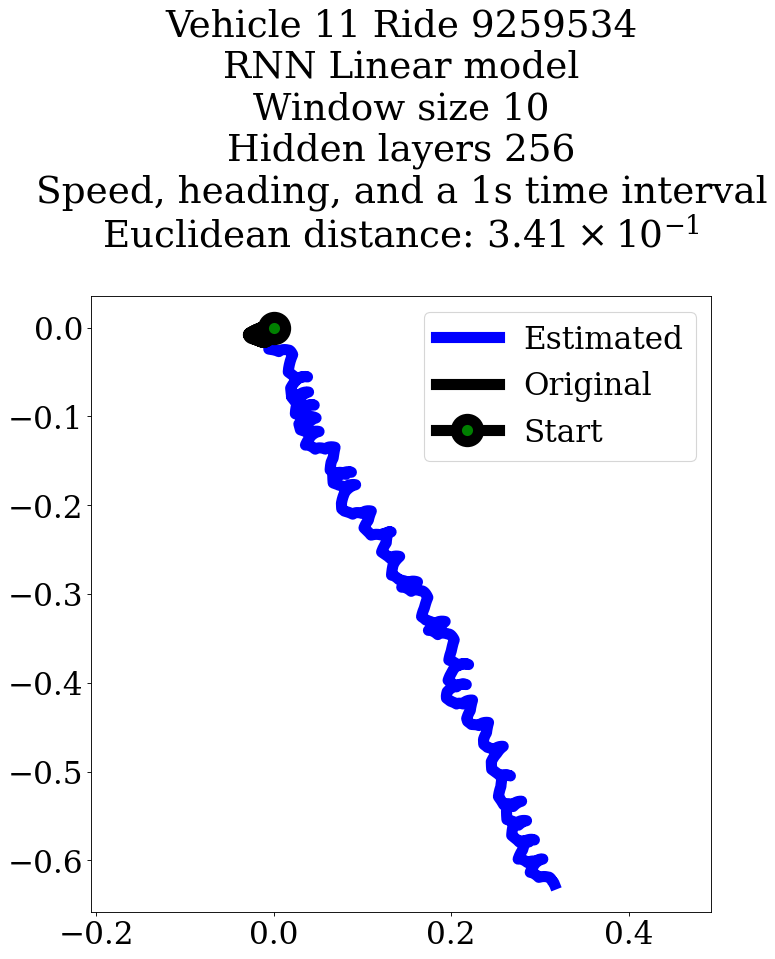 Vehicle 11 Ride 9259534
RNN Linear model
Window size 10
Hidden layers 256
Speed, heading, and a 1s time interval
Euclidean distance: 3.41 × 10⁻¹
Estimated
Original
Start
0.0
−0.1
−0.2
−0.3
−0.4
−0.5
−0.6
−0.2
0.0
0.2
0.4